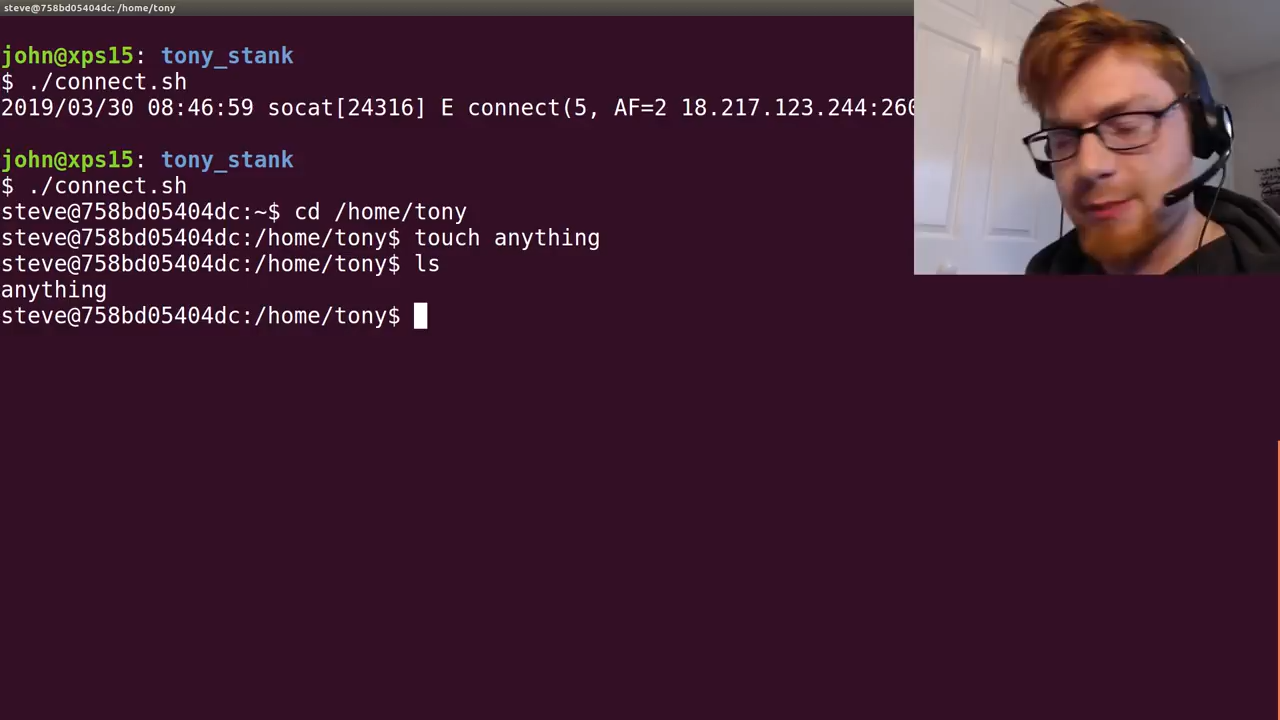 steve@758bd05404dc: /home/tony
john@xps15: tony_stank
$ ./connect.sh
2019/03/30 08:46:59 socat[24316] E connect(5, AF=2 18.217.123.244:260
john@xps15: tony_stank
$ ./connect.sh
steve@758bd05404dc:~$ cd /home/tony
steve@758bd05404dc:/home/tony$ touch anything
steve@758bd05404dc:/home/tony$ ls
anything
steve@758bd05404dc:/home/tony$